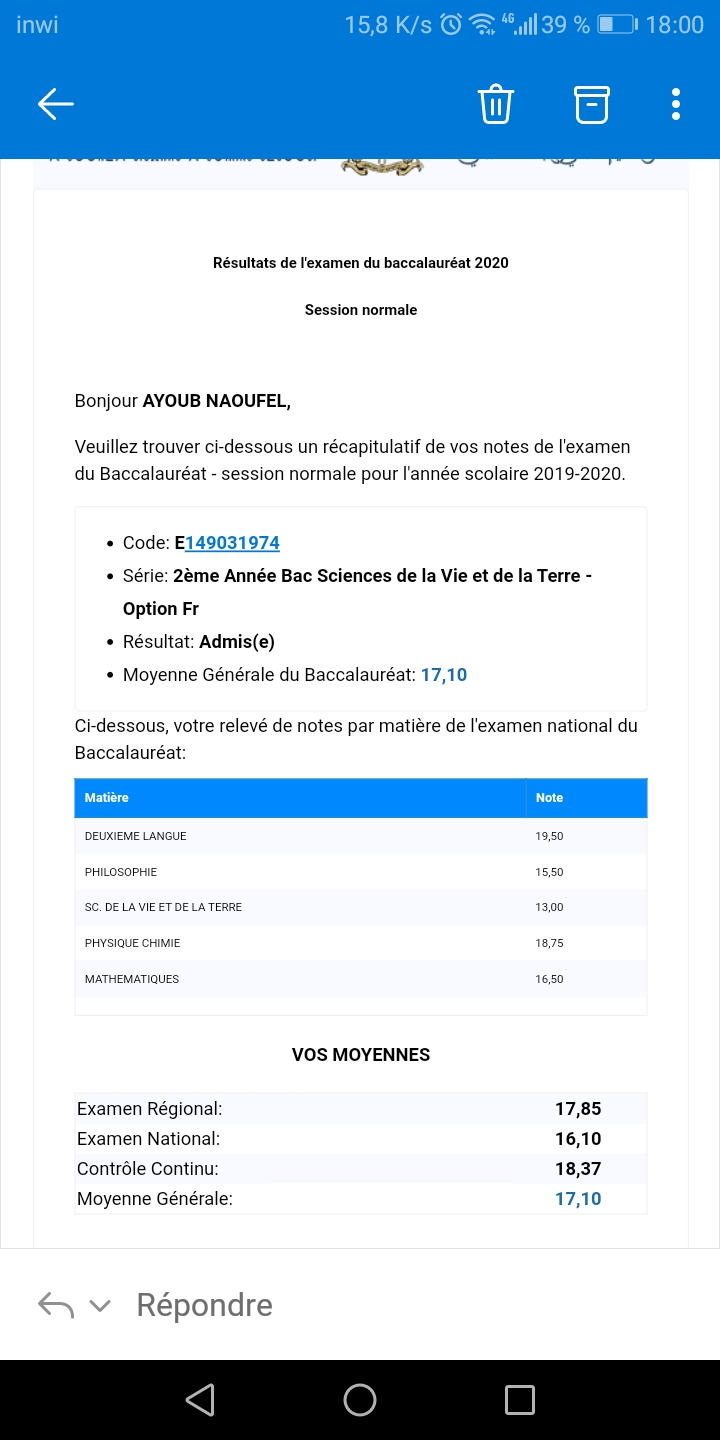 inwi 15,8 K/s 4G 39 % 18:00
Résultats de l'examen du baccalauréat 2020
Session normale
Bonjour AYOUB NAOUFEL,
Veuillez trouver ci-dessous un récapitulatif de vos notes de l'examen
du Baccalauréat - session normale pour l'année scolaire 2019-2020.
• Code: E149031974
• Série: 2ème Année Bac Sciences de la Vie et de la Terre -
Option Fr
• Résultat: Admis(e)
• Moyenne Générale du Baccalauréat: 17,10
Ci-dessous, votre relevé de notes par matière de l'examen national du
Baccalauréat:
Matière Note
DEUXIEME LANGUE 19,50
PHILOSOPHIE 15,50
SC. DE LA VIE ET DE LA TERRE 13,00
PHYSIQUE CHIMIE 18,75
MATHEMATIQUES 16,50
VOS MOYENNES
Examen Régional: 17,85
Examen National: 16,10
Contrôle Continu: 18,37
Moyenne Générale: 17,10
Répondre